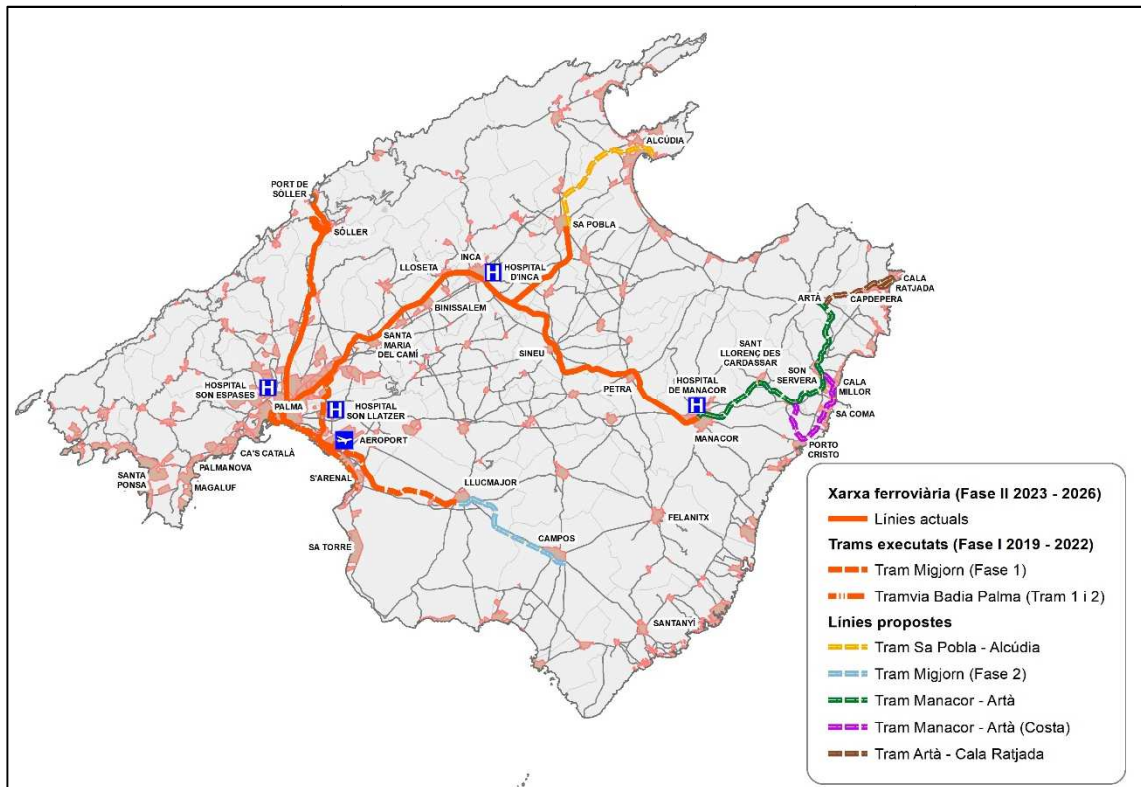 ALCÚDIA
PORT DE
SÓLLER
SÓLLER
SA POBLA
INCA
H
HOSPITAL
D'INCA
LLOSETA
BINISSALEM
CALA
RATJADA
ARTÀ
CAPDEPERA
SANTA
MARIA
DEL CAMÍ
SINEU
SANT
LLORENÇ DES
CARDASSAR
SON
SERVERA
PETRA
HOSPITAL
DE MANACOR
H
CALA
MILLOR
SA COMA
HOSPITAL
SON ESPASES
H
PALMA
H
HOSPITAL
SON LLATZER
MANACOR
AEROPORT
PORTO
CRISTO
CA'S CATALÀ
PALMANOVA
SANTA
PONSA
MAGALUF
S'ARENAL
LLUCMAJOR
FELANITX
CAMPOS
SA TORRE
SANTANYÍ
Xarxa ferroviària (Fase II 2023 - 2026)
Línies actuals
Trams executats (Fase I 2019 - 2022)
Tram Migjorn (Fase 1)
Tramvia Badia Palma (Tram 1 i 2)
Línies propostes
Tram Sa Pobla - Alcúdia
Tram Migjorn (Fase 2)
Tram Manacor - Artà
Tram Manacor - Artà (Costa)
Tram Artà - Cala Ratjada